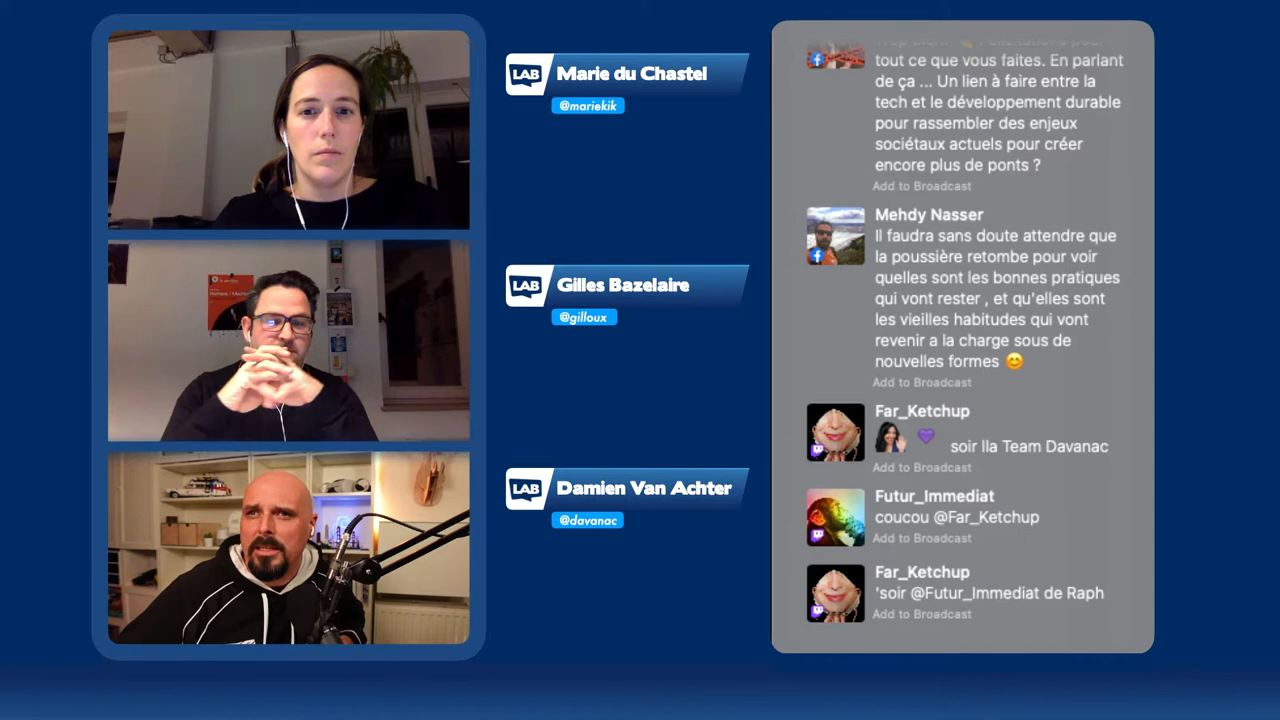 LAB
Marie du Chastel
@mariekik
LAB
Gilles Bazelaire
@gilloux
LAB
Damien Van Achter
@davanac
tout ce que vous faites. En parlant
de ça ... Un lien à faire entre la
tech et le développement durable
pour rassembler des enjeux
sociétaux actuels pour créer
encore plus de ponts ?
Add to Broadcast
Mehdy Nasser
Il faudra sans doute attendre que
la poussière retombe pour voir
quelles sont les bonnes pratiques
qui vont rester , et qu'elles sont
les vieilles habitudes qui vont
revenir a la charge sous de
nouvelles formes 😊
Add to Broadcast
Far_Ketchup
💜 soir lla Team Davanac
Add to Broadcast
Futur_Immediat
coucou @Far_Ketchup
Add to Broadcast
Far_Ketchup
'soir @Futur_Immediat de Raph
Add to Broadcast